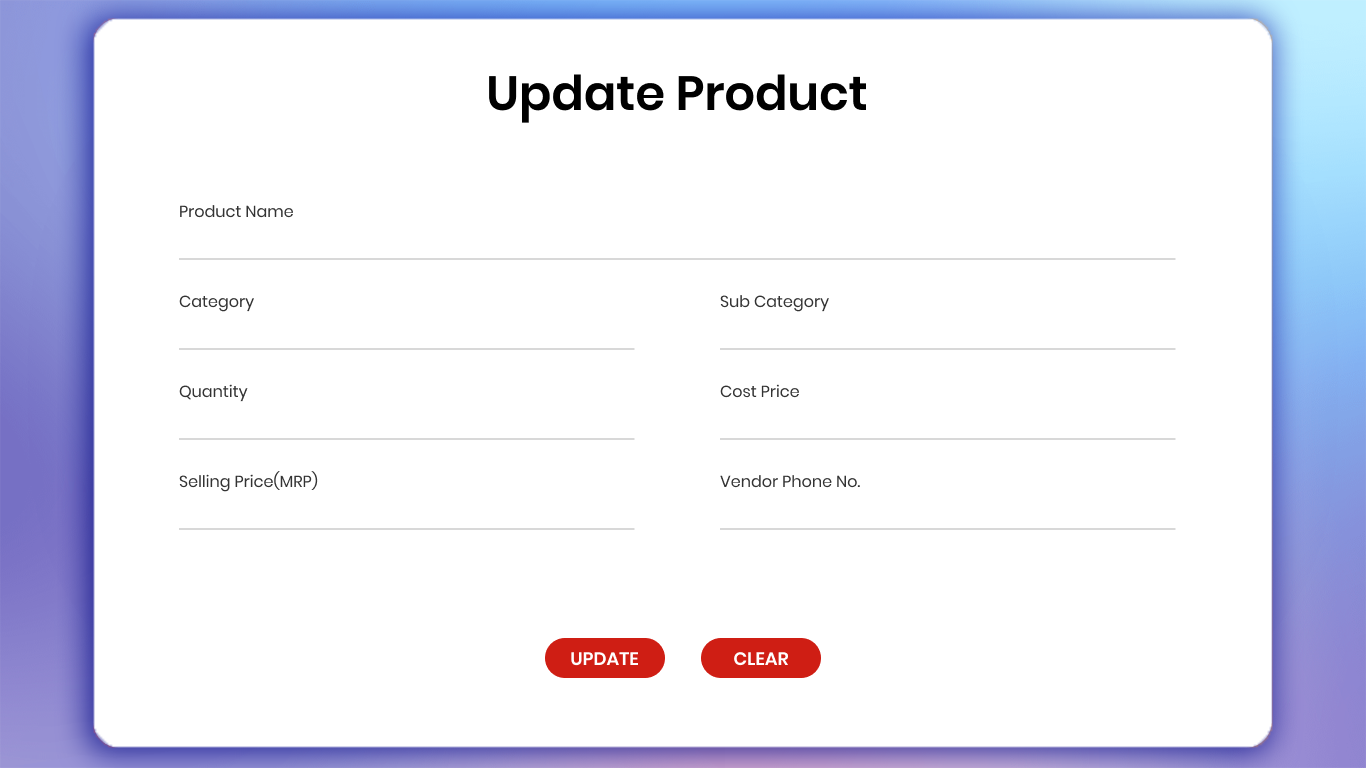 Update Product
Product Name
Category
Sub Category
Quantity
Cost Price
Selling Price(MRP)
Vendor Phone No.
UPDATE
CLEAR